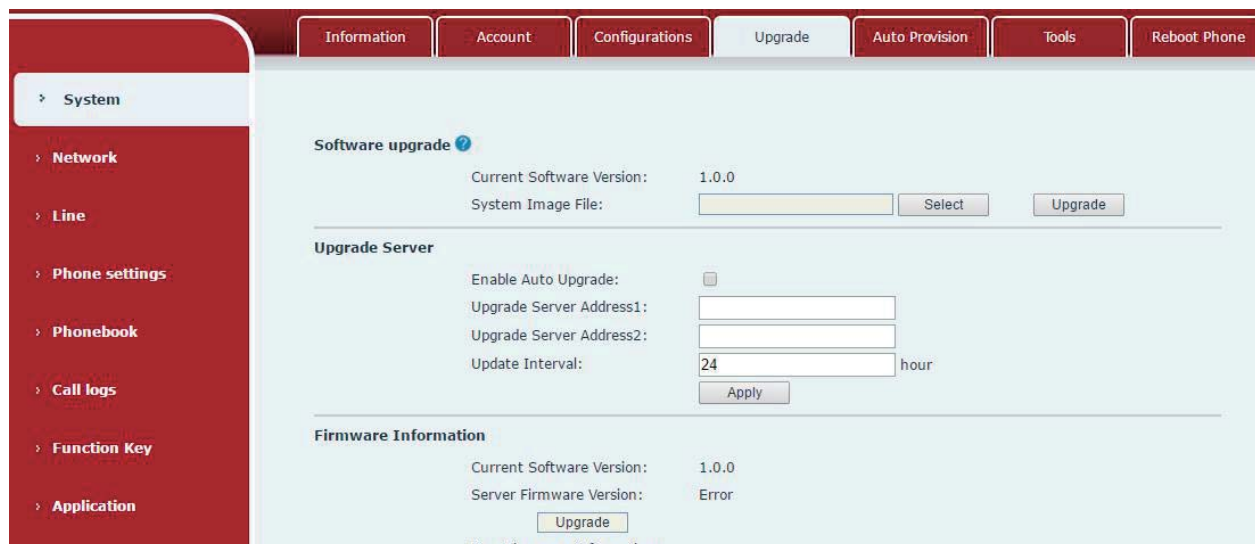 Information Account Configurations Upgrade Auto Provision Tools Reboot Phone
› System
› Network
› Line
› Phone settings
› Phonebook
› Call logs
› Function Key
› Application
Software upgrade ?
Current Software Version: 1.0.0
System Image File: Select Upgrade
Upgrade Server
Enable Auto Upgrade:
Upgrade Server Address1:
Upgrade Server Address2:
Update Interval: 24 hour
Apply
Firmware Information
Current Software Version: 1.0.0
Server Firmware Version: Error
Upgrade